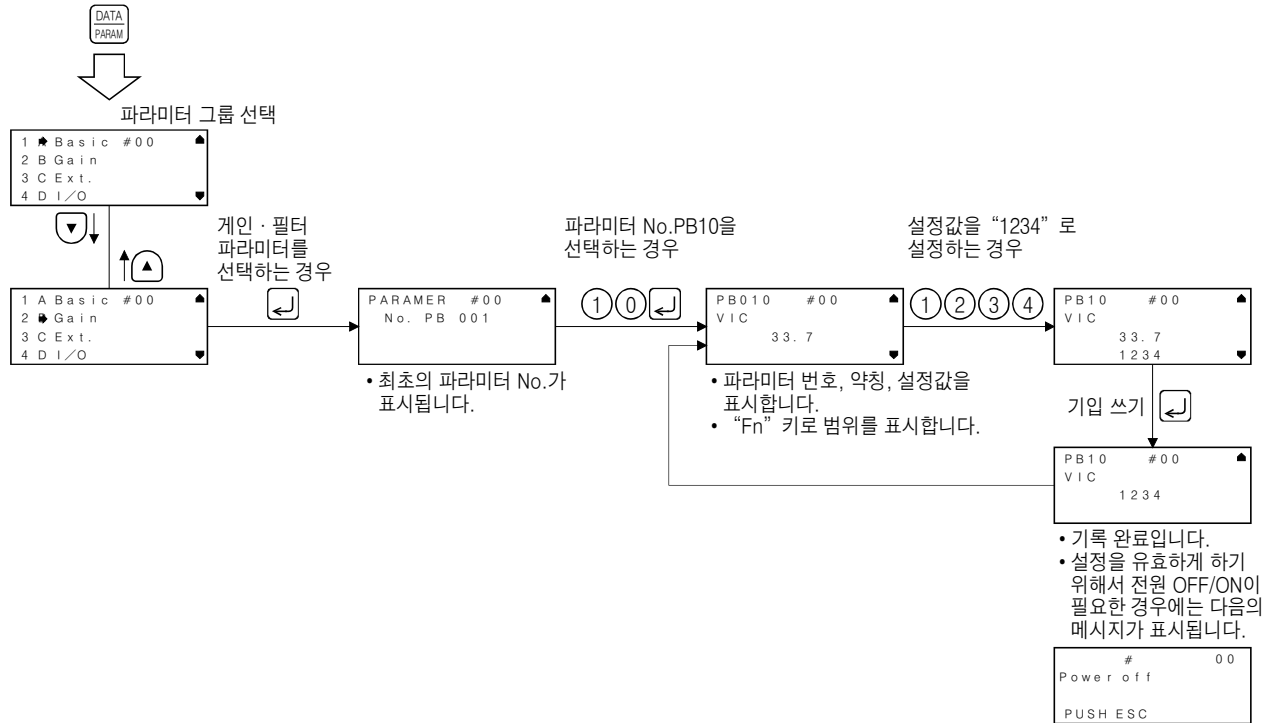 DATA
PARAM
파라미터 그룹 선택
1 A Basic #00
2 B Gain
3 C Ext.
4 D I/O
게인 · 필터
파라미터를
선택하는 경우
1 A Basic #00
2 B Gain
3 C Ext.
4 D I/O
PARAMER #00
No. PB 001
• 최초의 파라미터 No.가
표시됩니다.
파라미터 No.PB10을
선택하는 경우
1 0
PB010 #00
VIC
33.7
• 파라미터 번호, 약칭, 설정값을
표시합니다.
• “Fn” 키로 범위를 표시합니다.
설정값을 “1234” 로
설정하는 경우
1 2 3 4
PB10 #00
VIC
33.7
1234
기입 쓰기
PB10 #00
VIC
1234
• 기록 완료입니다.
• 설정을 유효하게 하기
위해서 전원 OFF/ON이
필요한 경우에는 다음의
메시지가 표시됩니다.
# 00
Power off
PUSH ESC